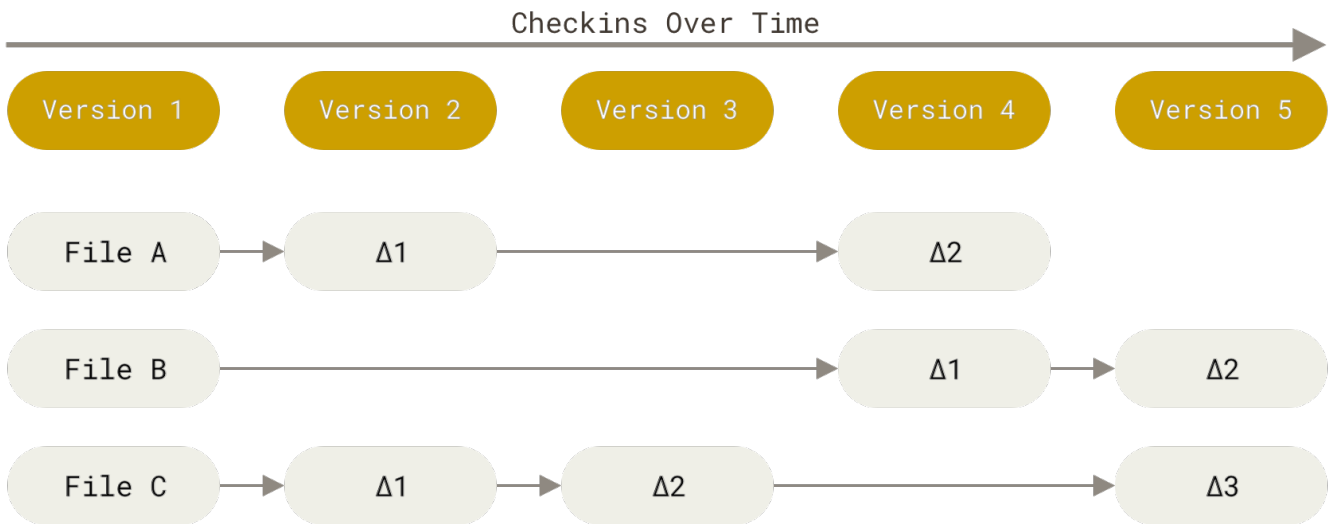 Checkins Over Time
Version 1 Version 2 Version 3 Version 4 Version 5
File A Δ1 Δ2
File B Δ1 Δ2
File C Δ1 Δ2 Δ3